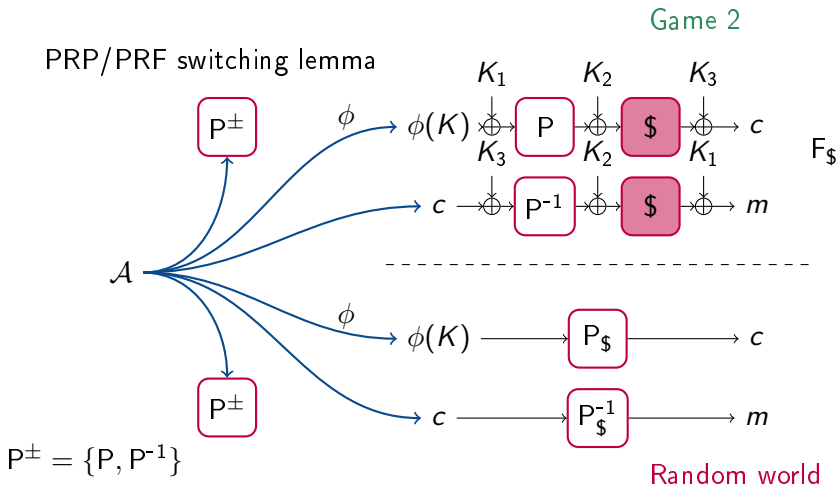 Game 2
PRP/PRF switching lemma
K₁ K₂ K₃
P± ϕ ϕ(K) ⊕ P ⊕ $ ⊕ c
K₃ K₂ K₁
F$
c ⊕ P⁻¹ ⊕ $ ⊕ m
𝒜
ϕ ϕ(K) P$ c
P± c P$⁻¹ m
P± = {P, P⁻¹}
Random world